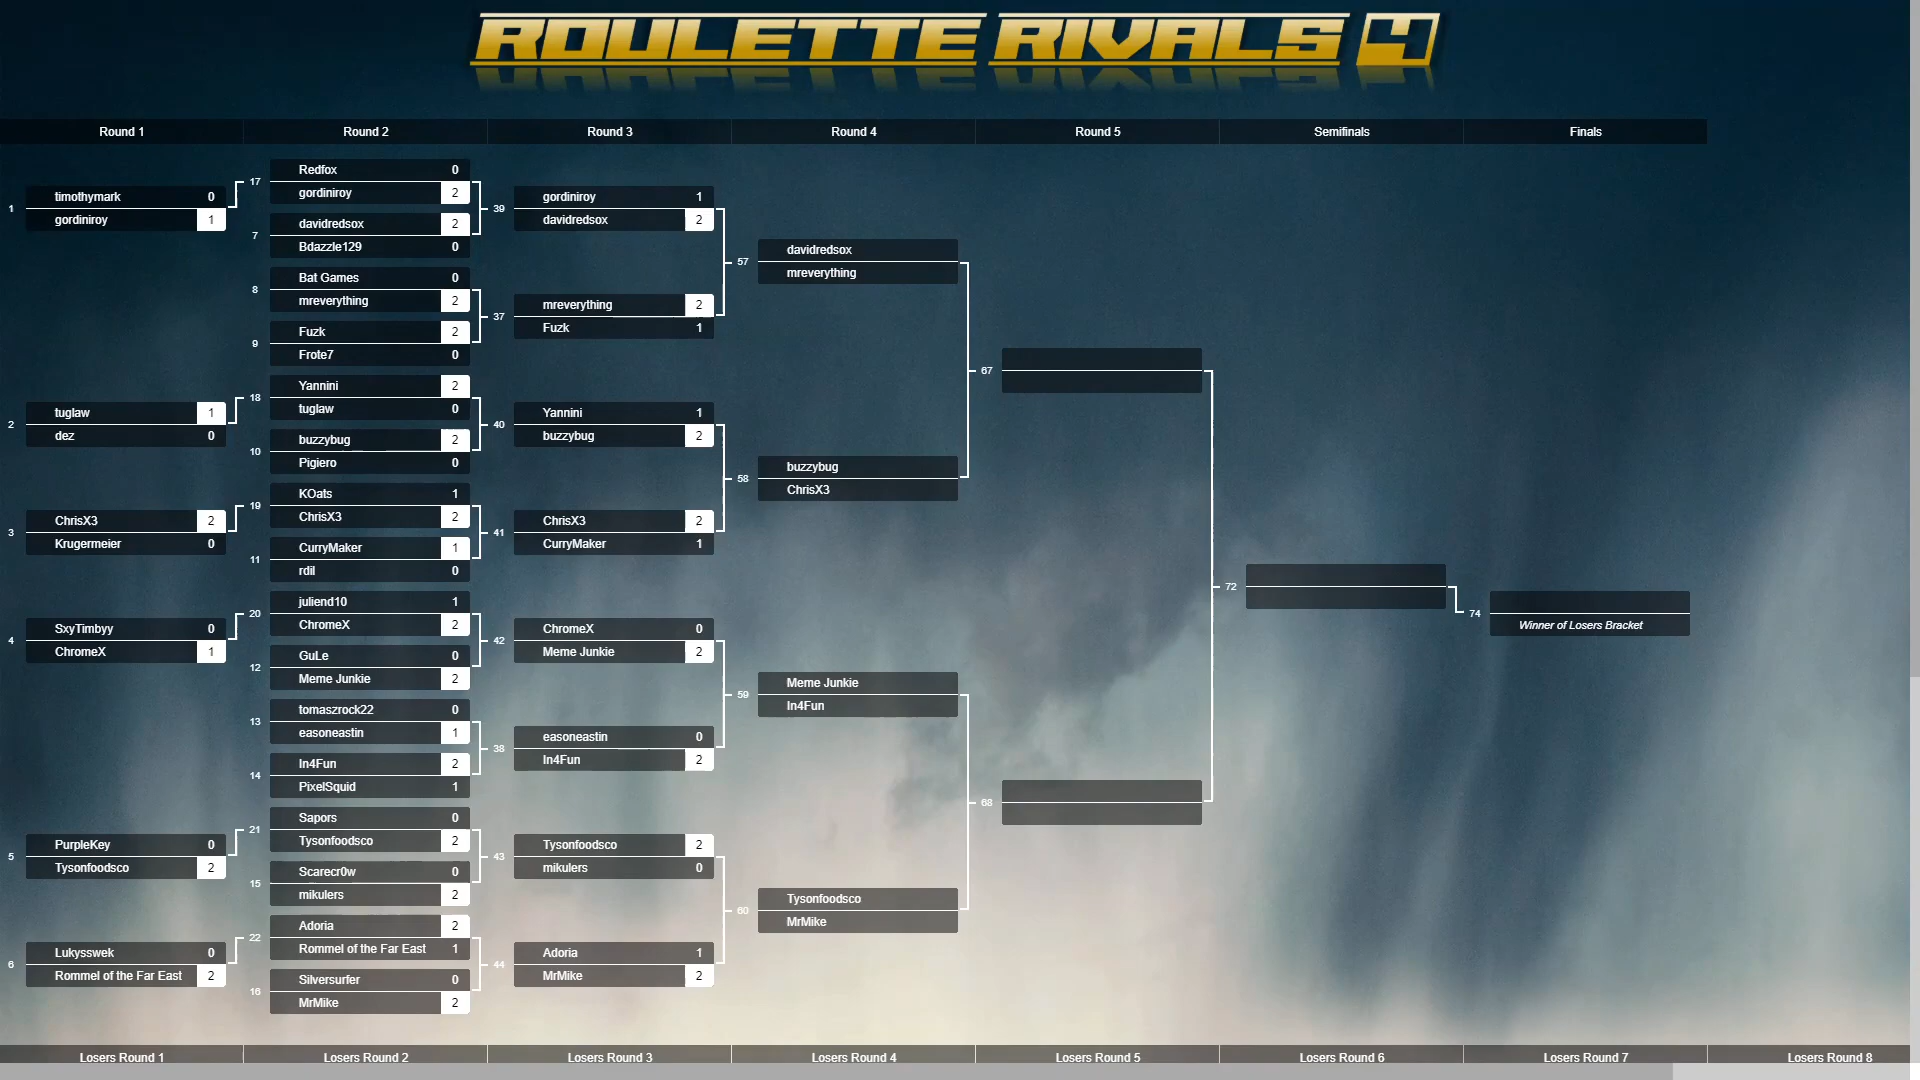 ROULETTE RIVALS 4
Round 1
Round 2
Round 3
Round 4
Round 5
Semifinals
Finals
1
timothymark 0
gordiniroy 1
2
tuglaw 1
dez 0
3
ChrisX3 2
Krugermeier 0
4
SxyTimbyy 0
ChromeX 1
5
PurpleKey 0
Tysonfoodsco 2
6
Lukysswek 0
Rommel of the Far East 2
17
Redfox 0
gordiniroy 2
7
davidredsox 2
Bdazzle129 0
8
Bat Games 0
mreverything 2
9
Fuzk 2
Frote7 0
18
Yannini 2
tuglaw 0
10
buzzybug 2
Pigiero 0
19
KOats 1
ChrisX3 2
11
CurryMaker 1
rdil 0
20
juliend10 1
ChromeX 2
12
GuLe 0
Meme Junkie 2
13
tomaszrock22 0
easoneastin 1
14
In4Fun 2
PixelSquid 1
21
Sapors 0
Tysonfoodsco 2
15
Scarecr0w 0
mikulers 2
22
Adoria 2
Rommel of the Far East 1
16
Silversurfer 0
MrMike 2
39
gordiniroy 1
davidredsox 2
37
mreverything 2
Fuzk 1
40
Yannini 1
buzzybug 2
41
ChrisX3 2
CurryMaker 1
42
ChromeX 0
Meme Junkie 2
38
easoneastin 0
In4Fun 2
43
Tysonfoodsco 2
mikulers 0
44
Adoria 1
MrMike 2
57
davidredsox
mreverything
58
buzzybug
ChrisX3
59
Meme Junkie
In4Fun
60
Tysonfoodsco
MrMike
67
68
72
74
Winner of Losers Bracket
Losers Round 1
Losers Round 2
Losers Round 3
Losers Round 4
Losers Round 5
Losers Round 6
Losers Round 7
Losers Round 8